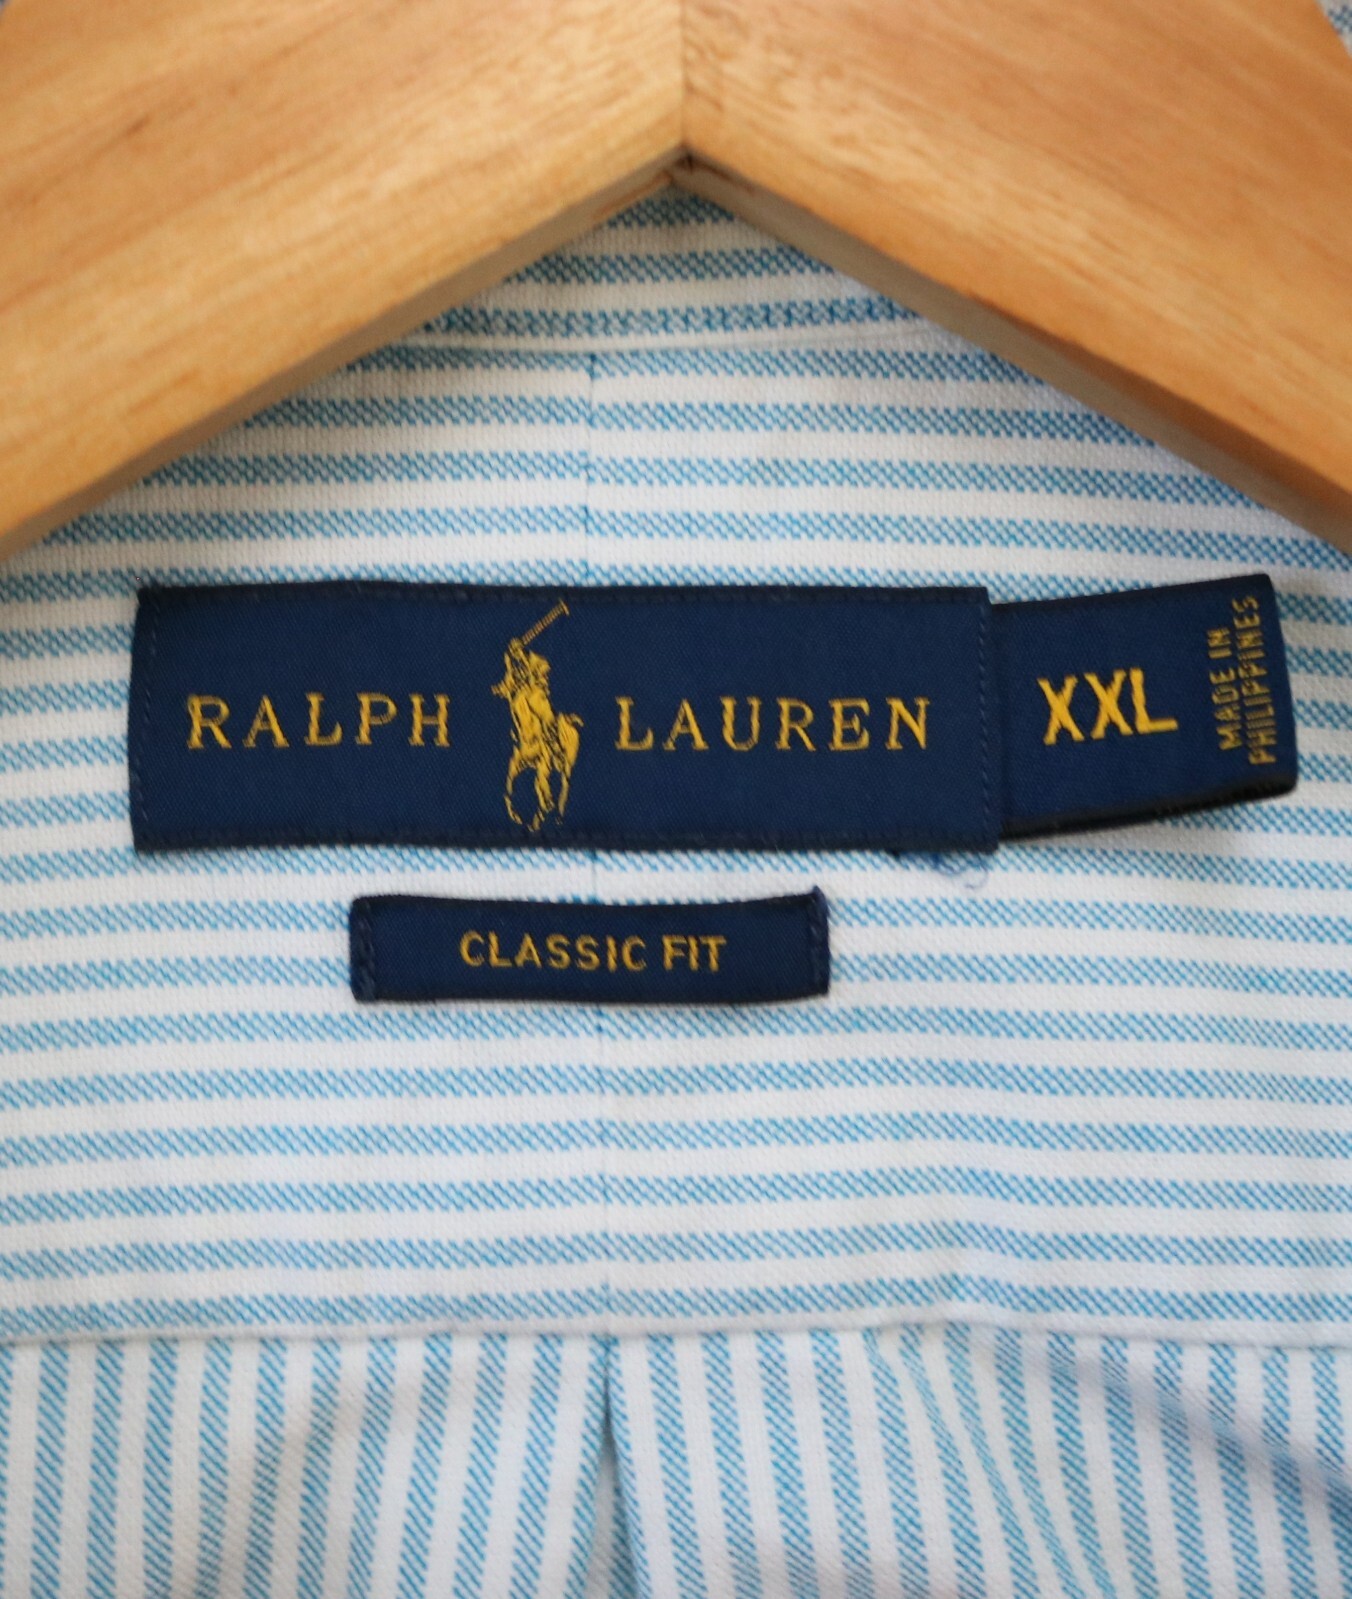 RALPH LAUREN
XXL
MADE IN
PHILIPPINES
CLASSIC FIT